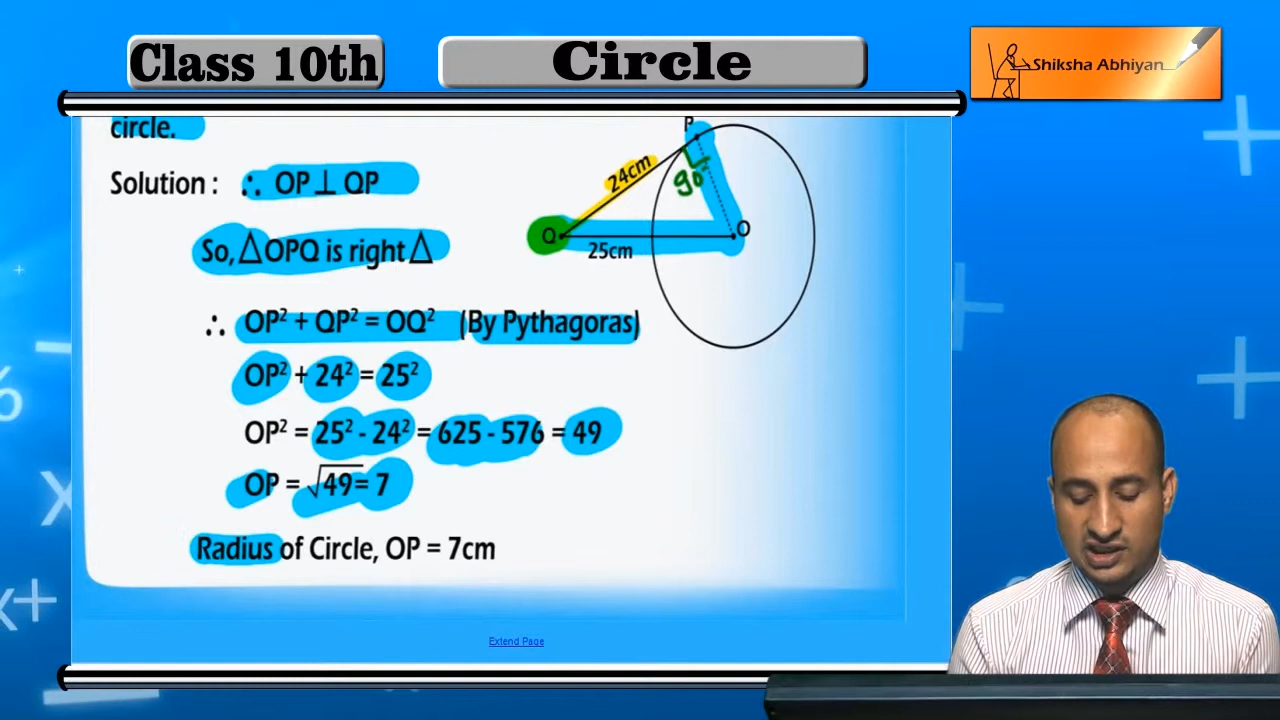 Class 10th
Circle
Shiksha Abhiyan
circle.
P
Solution : ∴ OP ⊥ QP
24cm
90
Q
O
25cm
So, △OPQ is right △
∴ OP² + QP² = OQ² (By Pythagoras)
OP² + 24² = 25²
OP² = 25² - 24² = 625 - 576 = 49
OP = √49 = 7
Radius of Circle, OP = 7cm
Extend Page
%
X
x+